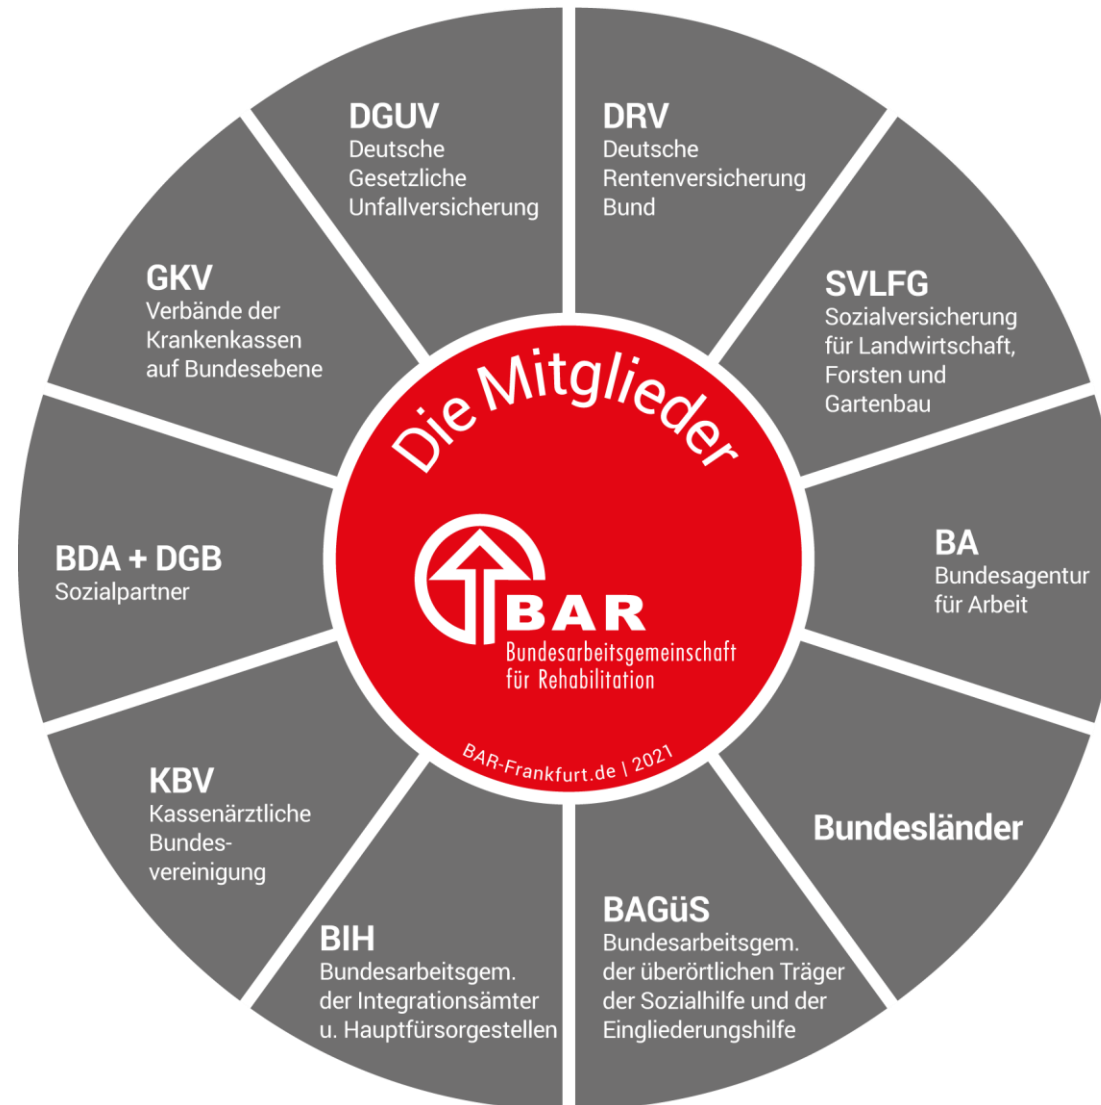 DGUV
Deutsche
Gesetzliche
Unfallversicherung
DRV
Deutsche
Rentenversicherung
Bund
GKV
Verbände der
Krankenkassen
auf Bundesebene
SVLFG
Sozialversicherung
für Landwirtschaft,
Forsten und
Gartenbau
Die Mitglieder
BDA + DGB
Sozialpartner
BAR
Bundesarbeitsgemeinschaft
für Rehabilitation
BAR-Frankfurt.de | 2021
BA
Bundesagentur
für Arbeit
KBV
Kassenärztliche
Bundes-
vereinigung
Bundesländer
BIH
Bundesarbeitsgem.
der Integrationsämter
u. Hauptfürsorgestellen
BAGüS
Bundesarbeitsgem.
der überörtlichen Träger
der Sozialhilfe und der
Eingliederungshilfe